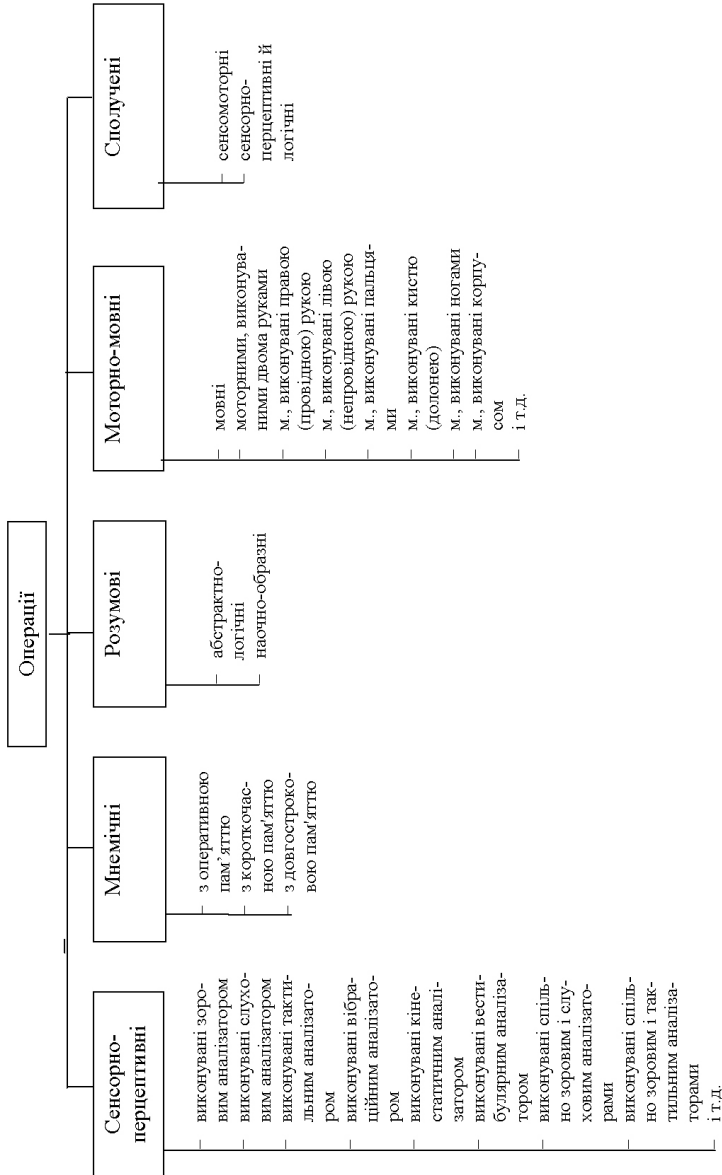 Операції
Сенсорно-
перцептивні
виконувані зоро-
вим аналізатором
виконувані слухо-
вим аналізатором
виконувані такти-
льним аналізато-
ром
виконувані вібра-
ційним аналізато-
ром
виконувані кіне-
статичним аналі-
затором
виконувані вести-
булярним аналіза-
тором
виконувані спіль-
но зоровим і слу-
ховим аналізато-
рами
виконувані спіль-
но зоровим і так-
тильним аналіза-
торами
і т.д.
Мнемічні
з оперативною
пам'яттю
з короткочас-
ною пам'яттю
з довгостроко-
вою пам'яттю
Розумові
абстрактно-
логічні
наочно-образні
Моторно-мовні
мовні
моторними, виконува-
ними двома руками
м., виконувані правою
(провідною) рукою
м., виконувані лівою
(непровідною) рукою
м., виконувані пальця-
ми
м., виконувані кистю
(долонею)
м., виконувані ногами
м., виконувані корпу-
сом
і т.д.
Сполучені
сенсомоторні
сенсорно-
перцептивні й
логічні